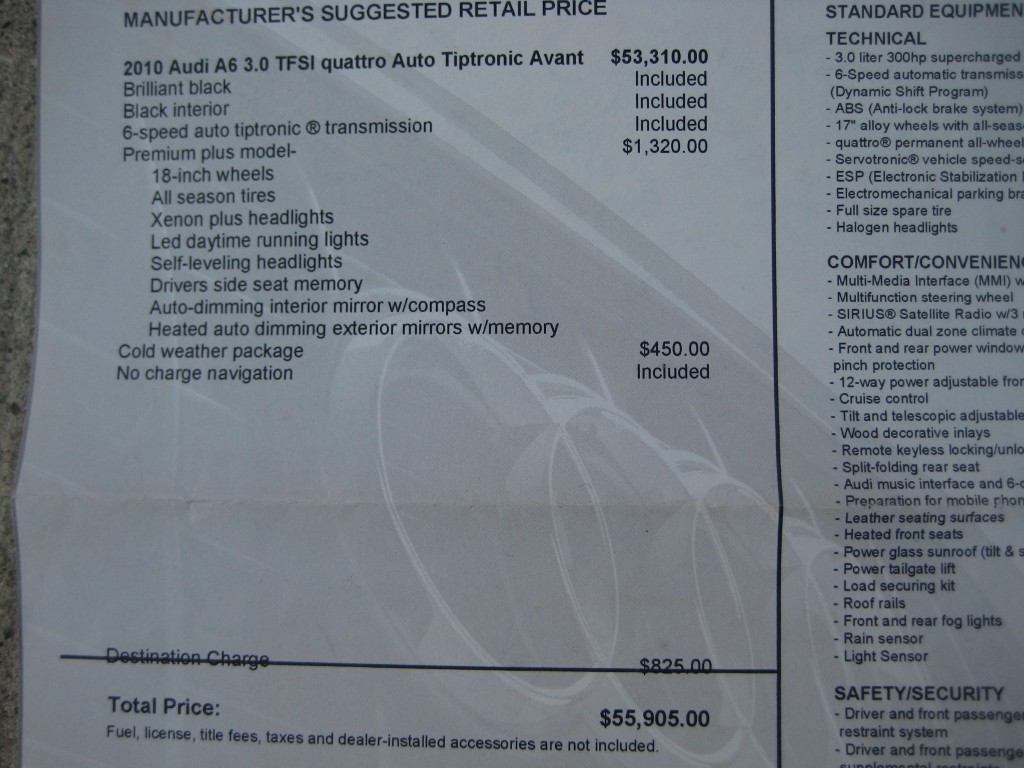 MANUFACTURER'S SUGGESTED RETAIL PRICE
2010 Audi A6 3.0 TFSI quattro Auto Tiptronic Avant $53,310.00
Brilliant black Included
Black interior Included
6-speed auto tiptronic ® transmission Included
Premium plus model- $1,320.00
18-inch wheels
All season tires
Xenon plus headlights
Led daytime running lights
Self-leveling headlights
Drivers side seat memory
Auto-dimming interior mirror w/compass
Heated auto dimming exterior mirrors w/memory
Cold weather package $450.00
No charge navigation Included
Destination Charge $825.00
Total Price: $55,905.00
Fuel, license, title fees, taxes and dealer-installed accessories are not included.
STANDARD EQUIPMEN
TECHNICAL
- 3.0 liter 300hp supercharged
- 6-Speed automatic transmiss
(Dynamic Shift Program)
- ABS (Anti-lock brake system)
- 17" alloy wheels with all-seas
- quattro® permanent all-wheel
- Servotronic® vehicle speed-s
- ESP (Electronic Stabilization
- Electromechanical parking bra
- Full size spare tire
- Halogen headlights
COMFORT/CONVENIENC
- Multi-Media Interface (MMI) w
- Multifunction steering wheel
- SIRIUS® Satellite Radio w/3
- Automatic dual zone climate c
- Front and rear power window
pinch protection
- 12-way power adjustable fron
- Cruise control
- Tilt and telescopic adjustable
- Wood decorative inlays
- Remote keyless locking/unlo
- Split-folding rear seat
- Audi music interface and 6-c
- Preparation for mobile phon
- Leather seating surfaces
- Heated front seats
- Power glass sunroof (tilt & s
- Power tailgate lift
- Load securing kit
- Roof rails
- Front and rear fog lights
- Rain sensor
- Light Sensor
SAFETY/SECURITY
- Driver and front passenger
restraint system
- Driver and front passenge
supplemental restraints